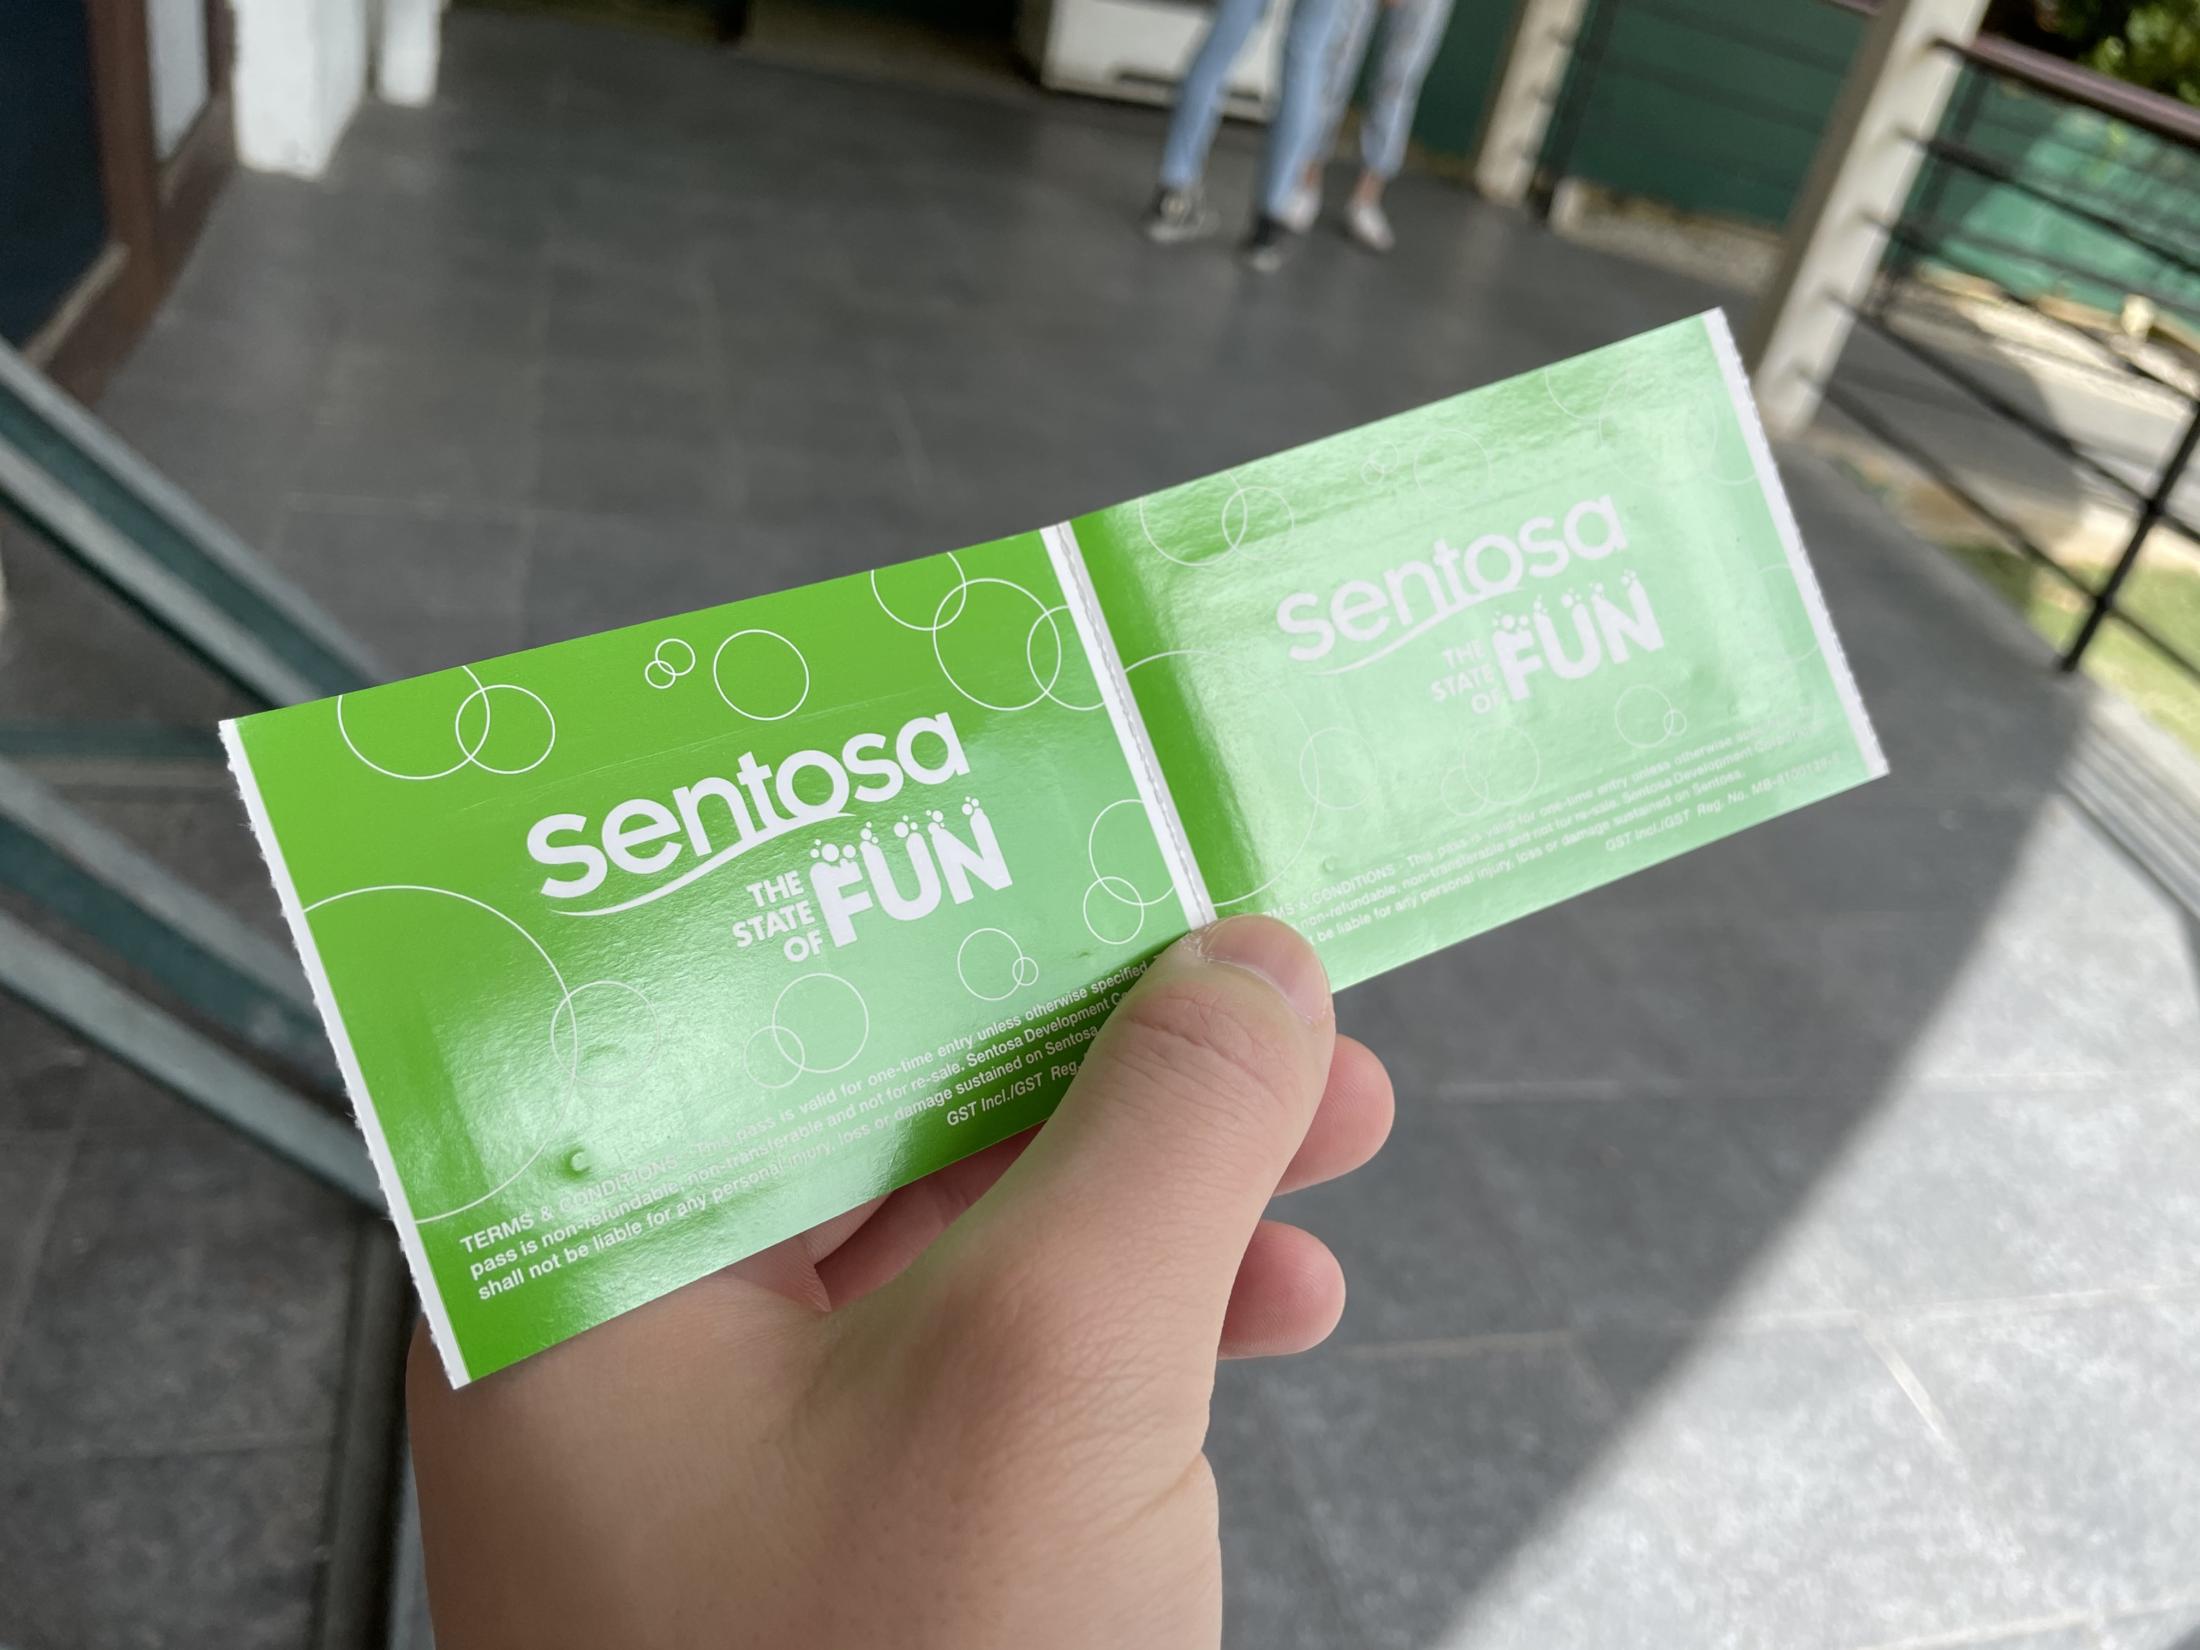 sentosa
THE
STATE
OF
FUN
TERMS & CONDITIONS - This pass is valid for one-time entry unless otherwise specified.
pass is non-refundable, non-transferable and not for re-sale. Sentosa Development
shall not be liable for any personal injury, loss or damage sustained on Sentosa
GST Incl./GST Reg.
sentosa
THE
STATE
OF
FUN
& CONDITIONS - This pass is valid for one-time entry unless otherwise
non-refundable, non-transferable and not for re-sale. Sentosa Development
be liable for any personal injury, loss or damage sustained on Sentosa.
GST Incl./GST Reg. No.